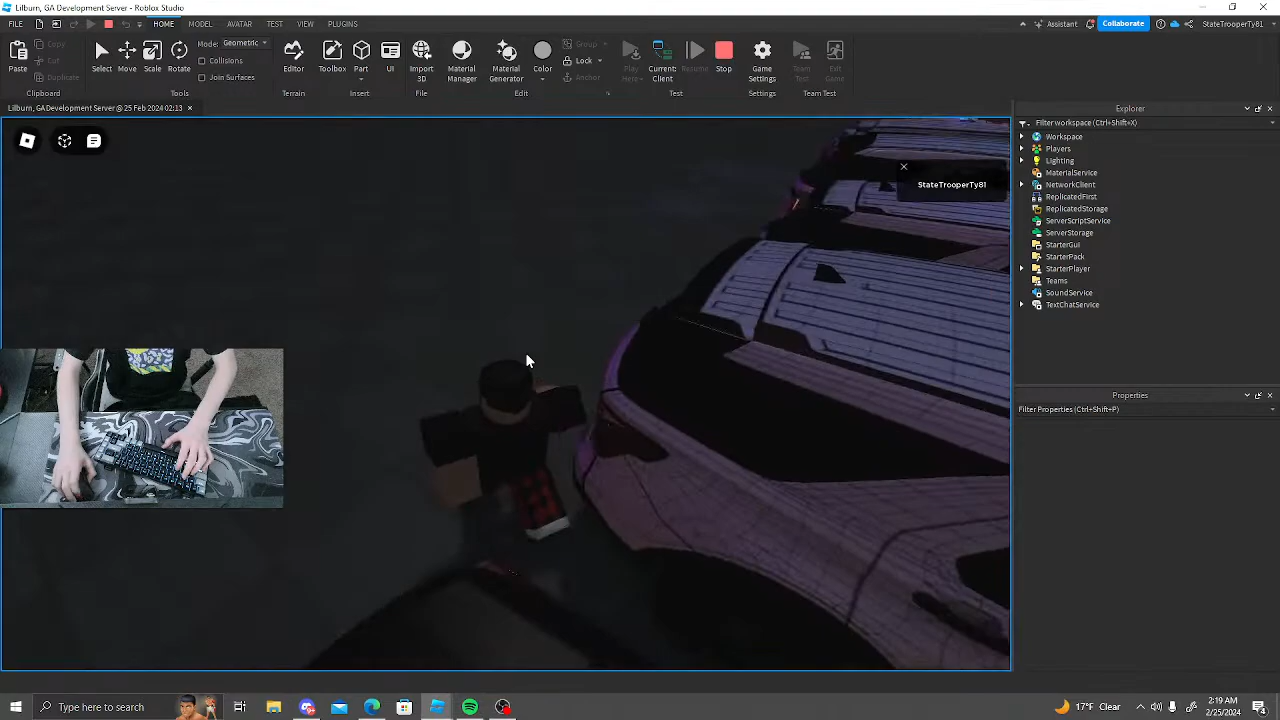 Lilburn, GA Development Server - Roblox Studio
FILE
HOME MODEL AVATAR TEST VIEW PLUGINS
Assistant
Collaborate
StateTrooperTy81
Paste
Copy
Cut
Duplicate
Clipboard
Select Move Scale Rotate
Mode: Geometric
Collisions
Join Surfaces
Tools
Editor
Terrain
Toolbox Part UI
Insert
Import
3D
File
Material
Manager
Material
Generator
Color
Group
Lock
Anchor
Edit
Play
Here
Current:
Client
Resume Stop
Test
Game
Settings
Settings
Team
Test
Exit
Game
Team Test
Lilburn, GA Development Server @ 25 Feb 2024 02:13
StateTrooperTy81
Explorer
Filter workspace (Ctrl+Shift+X)
Workspace
Players
Lighting
MaterialService
NetworkClient
ReplicatedFirst
ReplicatedStorage
ServerScriptService
ServerStorage
StarterGui
StarterPack
StarterPlayer
Teams
SoundService
TextChatService
Properties
Filter Properties (Ctrl+Shift+P)
Type here to search
17°F Clear
2:19 AM
2/25/2024